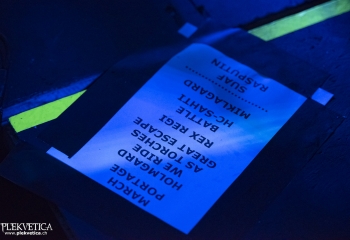 MARCH
PORTAGE
HOLMGARD
WE RIDE
AS TORCHES
GREAT ESCAPE
REX REGI
BATTLE
HC-SAHTI
MIKLAGARD
SUAF
RASPUTIN
PLEKVETICA
www.plekvetica.ch